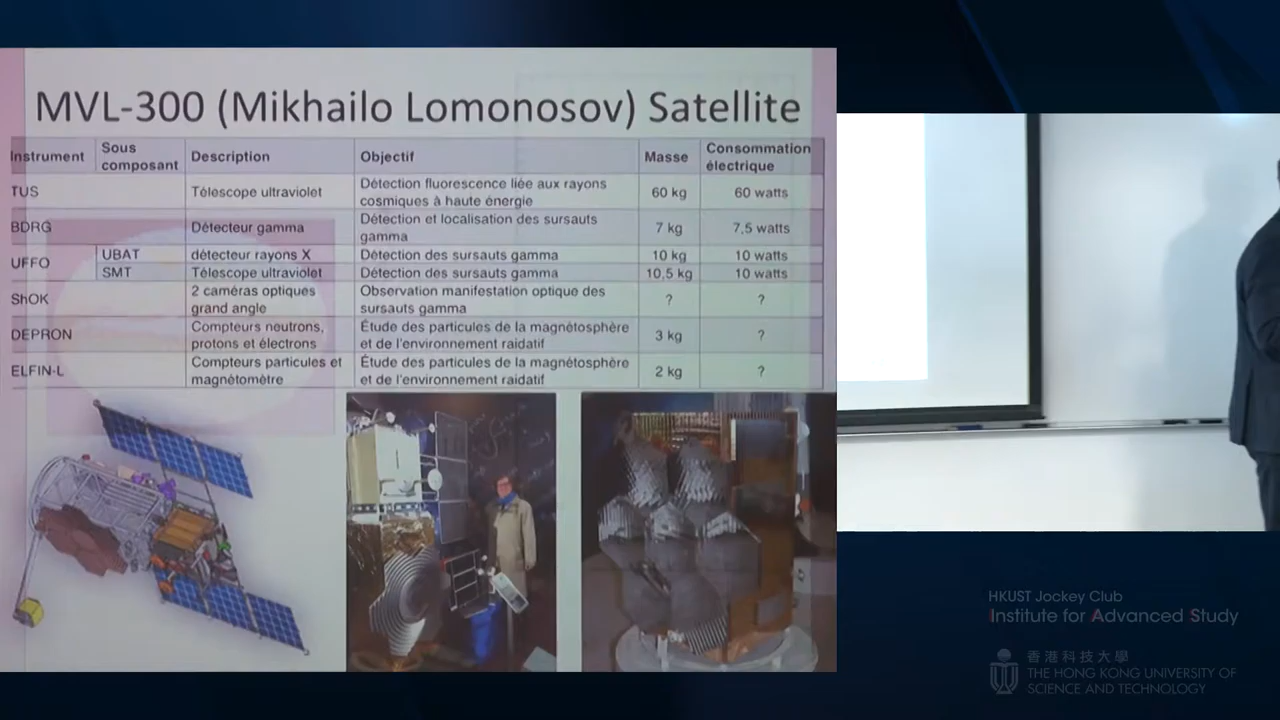 MVL-300 (Mikhailo Lomonosov) Satellite
Instrument Sous composant Description Objectif Masse Consommation électrique
TUS Télescope ultraviolet Détection fluorescence liée aux rayons cosmiques à haute énergie 60 kg 60 watts
BDRG Détecteur gamma Détection et localisation des sursauts gamma 7 kg 7,5 watts
UFFO UBAT détecteur rayons X Détection des sursauts gamma 10 kg 10 watts
SMT Télescope ultraviolet Détection des sursauts gamma 10,5 kg 10 watts
ShOK 2 caméras optiques grand angle Observation manifestation optique des sursauts gamma ? ?
DEPRON Compteurs neutrons, protons et électrons Étude des particules de la magnétosphère et de l'environnement raidatif 3 kg ?
ELFIN-L Compteurs particules et magnétomètre Étude des particules de la magnétosphère et de l'environnement raidatif 2 kg ?
HKUST Jockey Club
Institute for Advanced Study
香港科技大學
THE HONG KONG UNIVERSITY OF
SCIENCE AND TECHNOLOGY